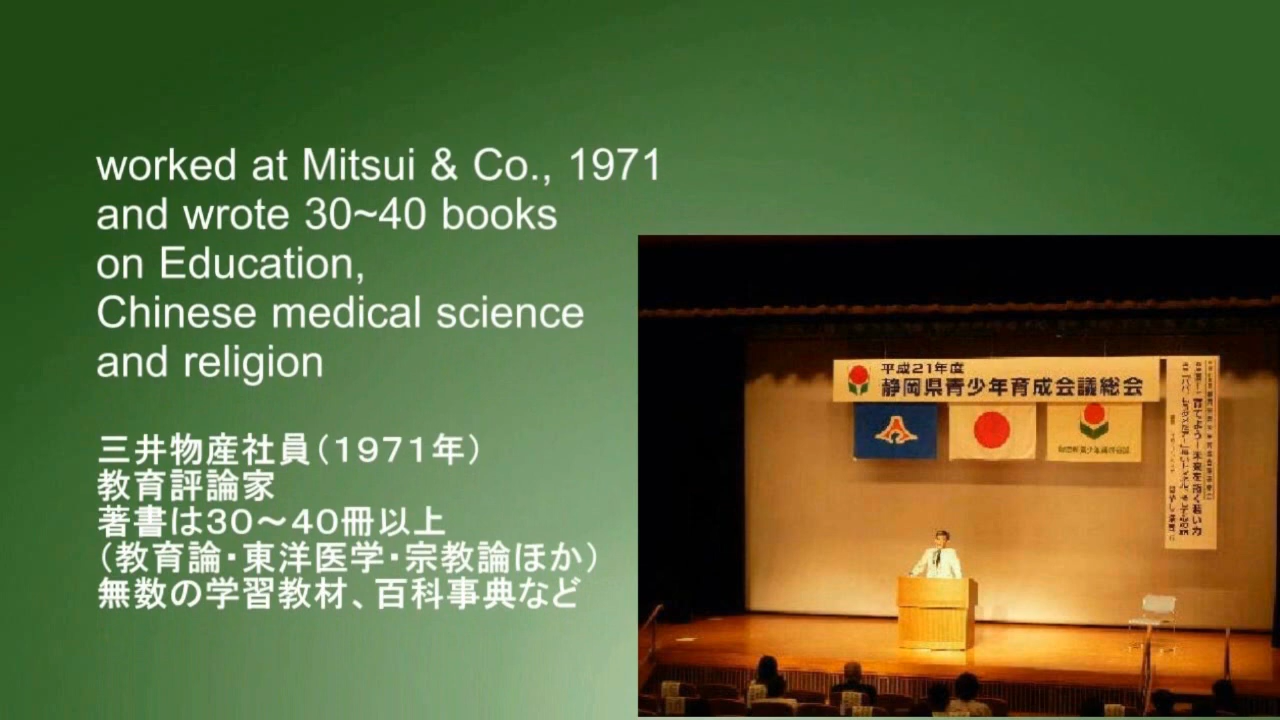 worked at Mitsui & Co., 1971
and wrote 30~40 books
on Education,
Chinese medical science
and religion
三井物産社員（１９７１年）
教育評論家
著書は３０～４０冊以上
（教育論・東洋医学・宗教論ほか）
無数の学習教材、百科事典など
平成21年度
静岡県青少年育成会議総会